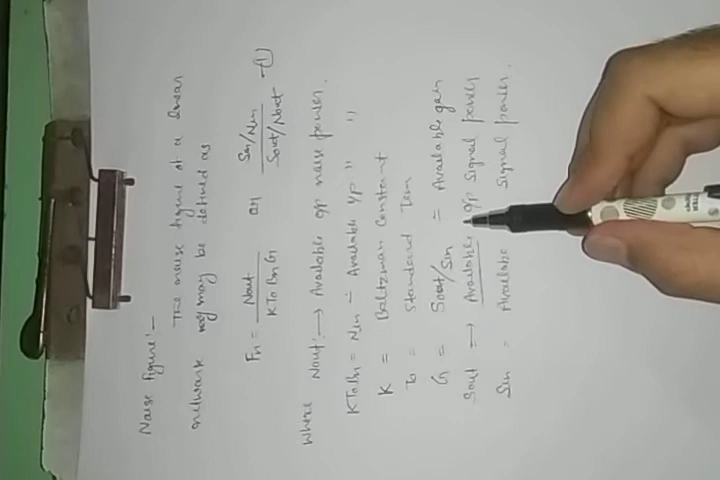 Noise Figure:-
The noise figure of a linear
network may be defined as
Fn = Nout / KToBnG or Sin/Nin / Sout/Nout -(1)
where Nout: → Available o/p noise power.
KToBn = Nin = Available i/p " "
K = Boltzman Constant
To = Standard Tem
G = Sout/Sin = Available gain
Sout → Available o/p Signal power
Sin = Available Signal power.